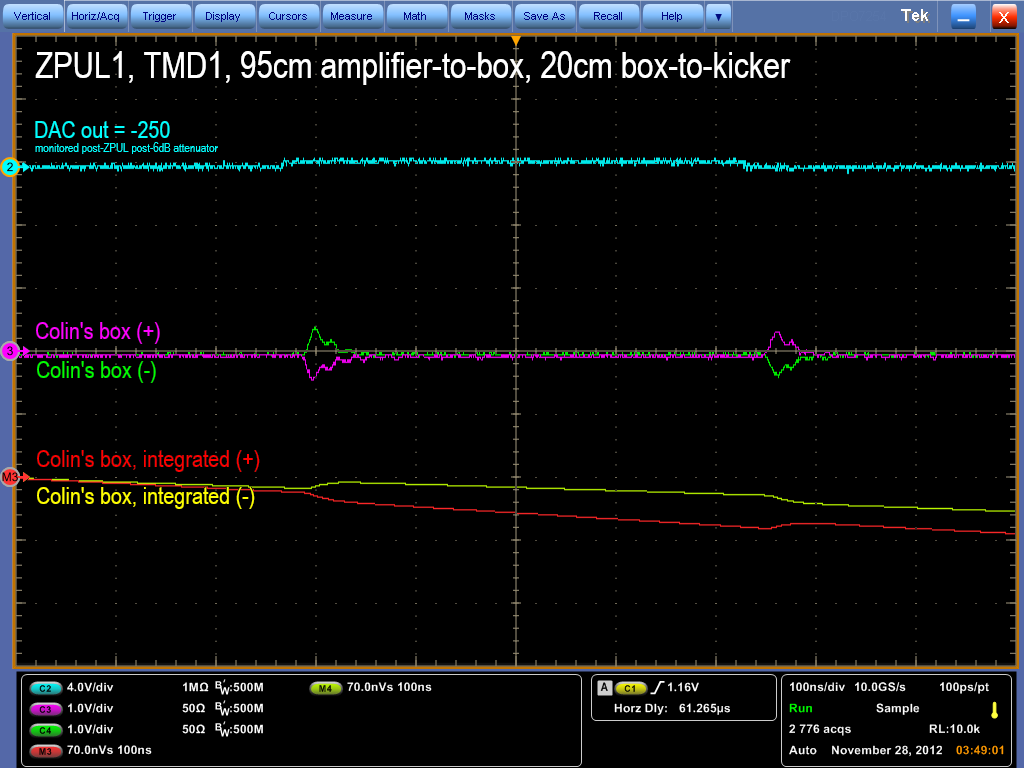 Vertical Horiz/Acq Trigger Display Cursors Measure Math Masks Save As Recall Help Tek X
ZPUL1, TMD1, 95cm amplifier-to-box, 20cm box-to-kicker
DAC out = -250
monitored post-ZPUL post-6dB attenuator
2
Colin's box (+)
3
Colin's box (-)
Colin's box, integrated (+)
M3
Colin's box, integrated (-)
C2 4.0V/div 1MΩ BW:500M M4 70.0nVs 100ns
C3 1.0V/div 50Ω BW:500M
C4 1.0V/div 50Ω BW:500M
M3 70.0nVs 100ns
A C1 1.16V
Horz Dly: 61.265µs
100ns/div 10.0GS/s 100ps/pt
Run Sample
2 776 acqs RL:10.0k
Auto November 28, 2012 03:49:01